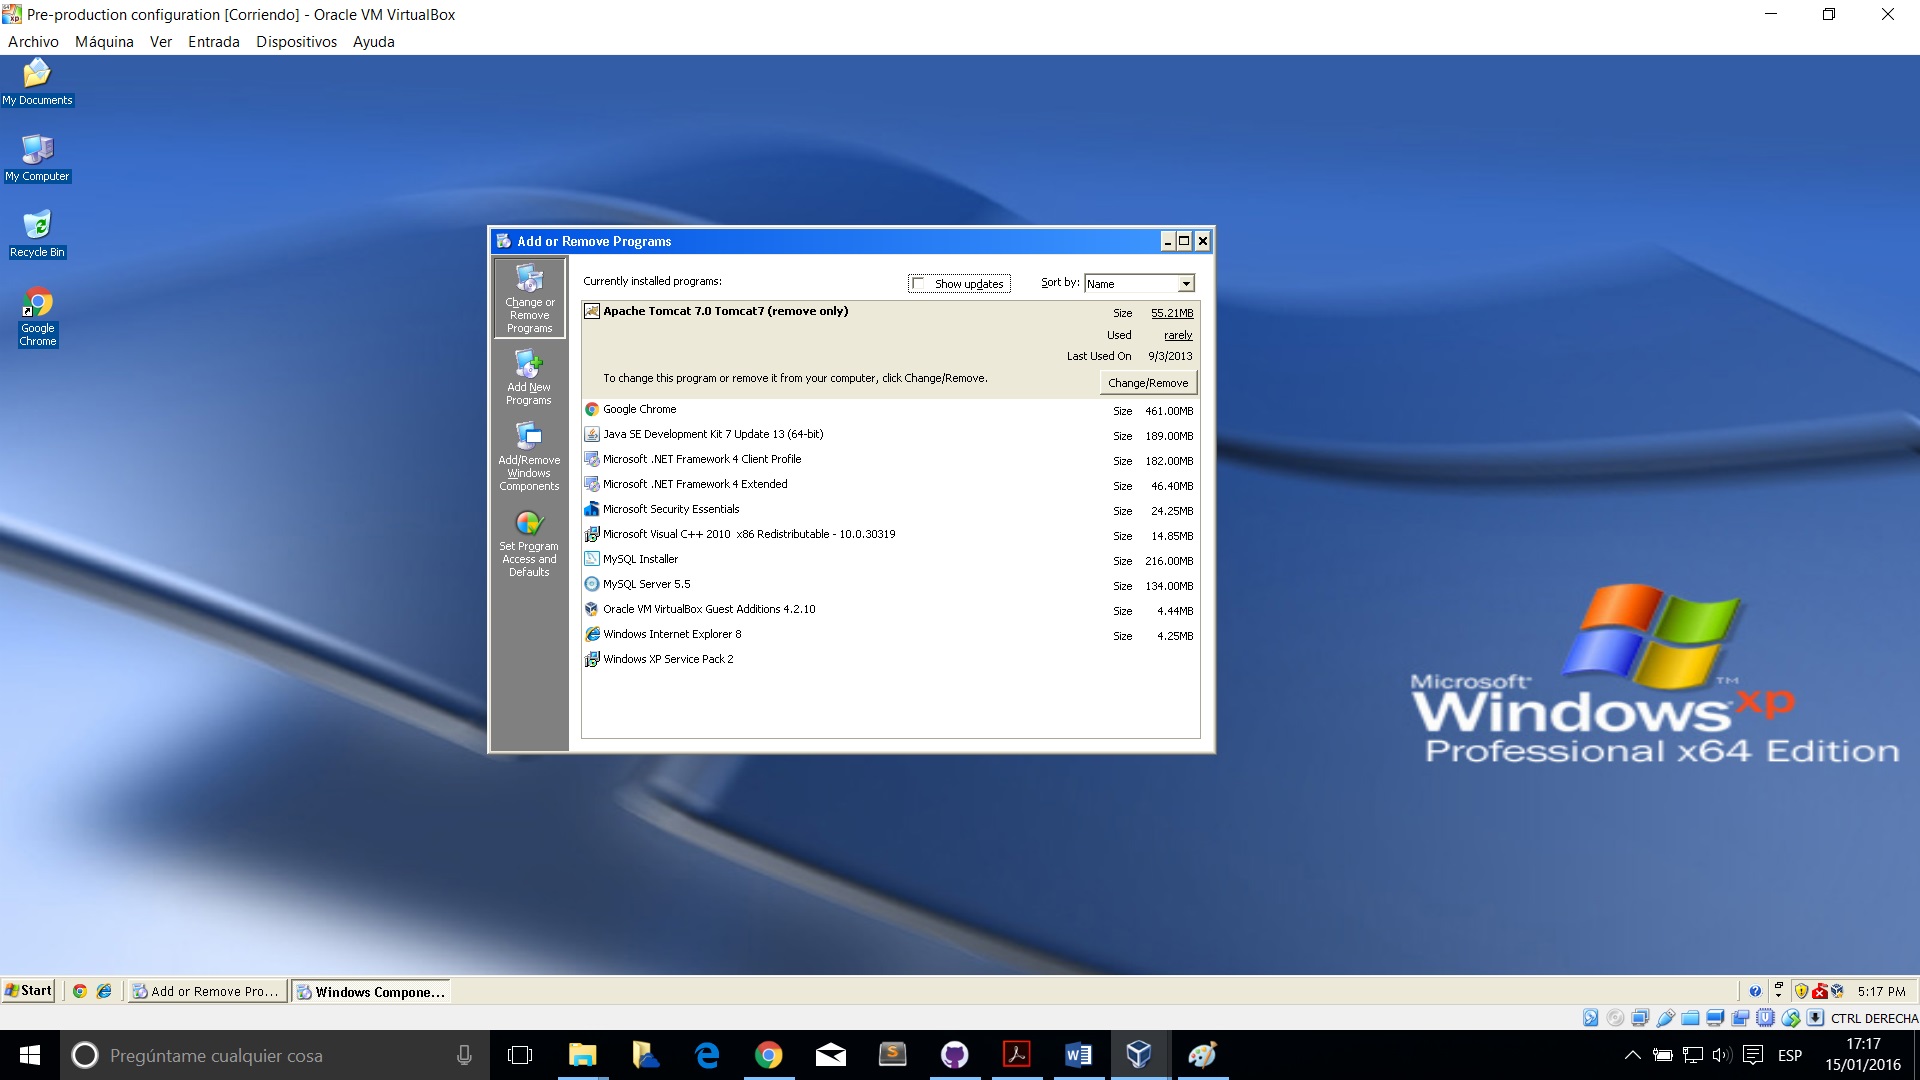 Pre-production configuration [Corriendo] - Oracle VM VirtualBox
Archivo Máquina Ver Entrada Dispositivos Ayuda
My Documents
My Computer
Recycle Bin
Google
Chrome
Add or Remove Programs
Change or
Remove
Programs
Add New
Programs
Add/Remove
Windows
Components
Set Program
Access and
Defaults
Currently installed programs:
Show updates
Sort by: Name
Apache Tomcat 7.0 Tomcat7 (remove only)
Size 55.21MB
Used rarely
Last Used On 9/3/2013
To change this program or remove it from your computer, click Change/Remove.
Change/Remove
Google Chrome Size 461.00MB
Java SE Development Kit 7 Update 13 (64-bit) Size 189.00MB
Microsoft .NET Framework 4 Client Profile Size 182.00MB
Microsoft .NET Framework 4 Extended Size 46.40MB
Microsoft Security Essentials Size 24.25MB
Microsoft Visual C++ 2010 x86 Redistributable - 10.0.30319 Size 14.85MB
MySQL Installer Size 216.00MB
MySQL Server 5.5 Size 134.00MB
Oracle VM VirtualBox Guest Additions 4.2.10 Size 4.44MB
Windows Internet Explorer 8 Size 4.25MB
Windows XP Service Pack 2
Microsoft
Windows xp TM
Professional x64 Edition
Start
Add or Remove Pro...
Windows Compone...
5:17 PM
CTRL DERECHA
Pregúntame cualquier cosa
ESP
17:17
15/01/2016